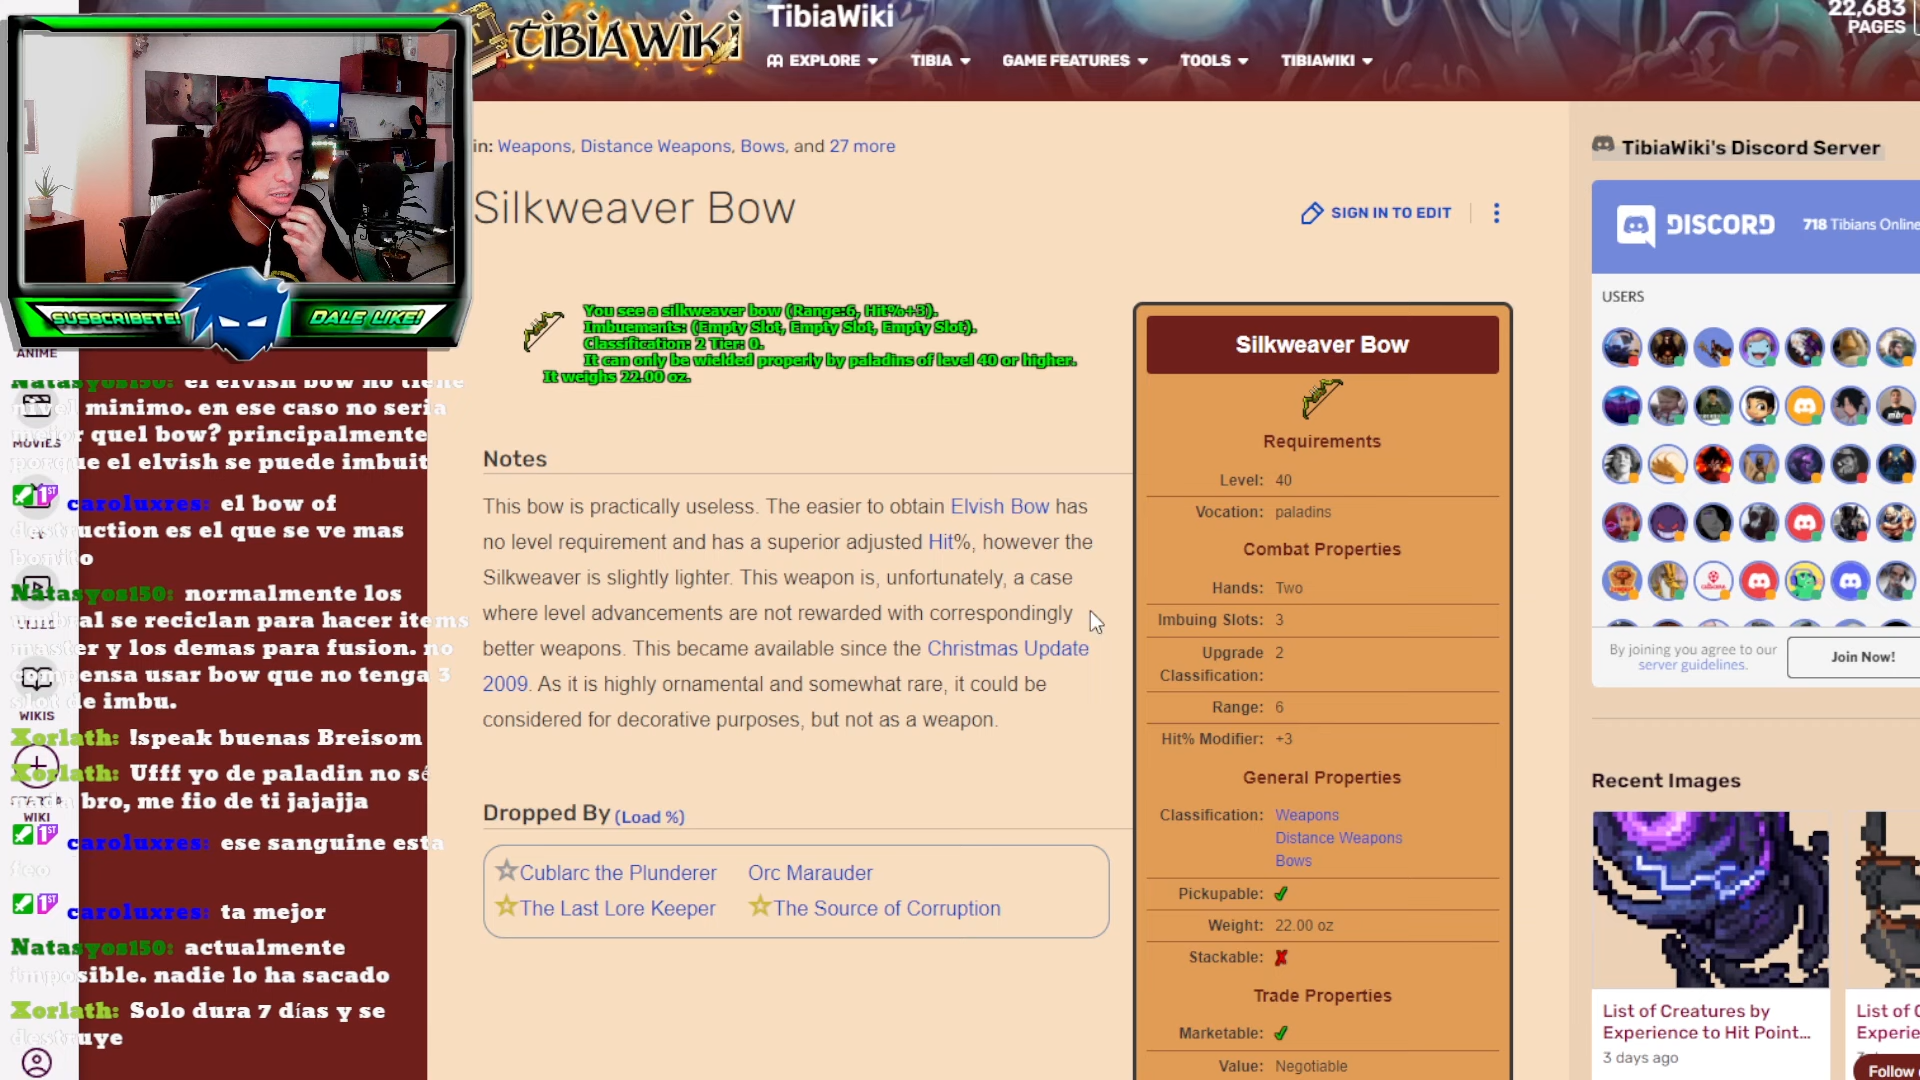 TIBIAWIKI
TibiaWiki
22,683
PAGES
EXPLORE
TIBIA
GAME FEATURES
TOOLS
TIBIAWIKI
in: Weapons, Distance Weapons, Bows, and 27 more
Silkweaver Bow
SIGN IN TO EDIT
You see a silkweaver bow (Range:6, Hit%+3).
Imbuements: (Empty Slot, Empty Slot, Empty Slot).
Classification: 2 Tier: 0.
It can only be wielded properly by paladins of level 40 or higher.
It weighs 22.00 oz.
Notes
This bow is practically useless. The easier to obtain Elvish Bow has
no level requirement and has a superior adjusted Hit%, however the
Silkweaver is slightly lighter. This weapon is, unfortunately, a case
where level advancements are not rewarded with correspondingly
better weapons. This became available since the Christmas Update
2009. As it is highly ornamental and somewhat rare, it could be
considered for decorative purposes, but not as a weapon.
Dropped By (Load %)
Cublarc the Plunderer Orc Marauder
The Last Lore Keeper The Source of Corruption
Silkweaver Bow
Requirements
Level: 40
Vocation: paladins
Combat Properties
Hands: Two
Imbuing Slots: 3
Upgrade 2
Classification:
Range: 6
Hit% Modifier: +3
General Properties
Classification: Weapons
Distance Weapons
Bows
Pickupable:
Weight: 22.00 oz
Stackable:
Trade Properties
Marketable:
Value: Negotiable
TibiaWiki's Discord Server
DISCORD
718 Tibians Online
USERS
By joining you agree to our
server guidelines.
Join Now!
Recent Images
List of Creatures by
Experience to Hit Point...
3 days ago
List of
Experie
Follow
SUSBCRIBETE!
DALE LIKE!
ANIME
MOVIES
WIKIS
WIKI
Natasyos150: el elvish bow no tiene
nivel minimo. en ese caso no seria
mejor quel bow? principalmente
porque el elvish se puede imbuit
caroluxres: el bow of
destruction es el que se ve mas
bonito
Natasyos150: normalmente los
umbral se reciclan para hacer items
master y los demas para fusion. no
compensa usar bow que no tenga 3
slot de imbu.
Xorlath: !speak buenas Breisom
Xorlath: Ufff yo de paladin no sé
nada bro, me fio de ti jajajja
caroluxres: ese sanguine esta
feo
caroluxres: ta mejor
Natasyos150: actualmente
imposible. nadie lo ha sacado
Xorlath: Solo dura 7 días y se
destruye